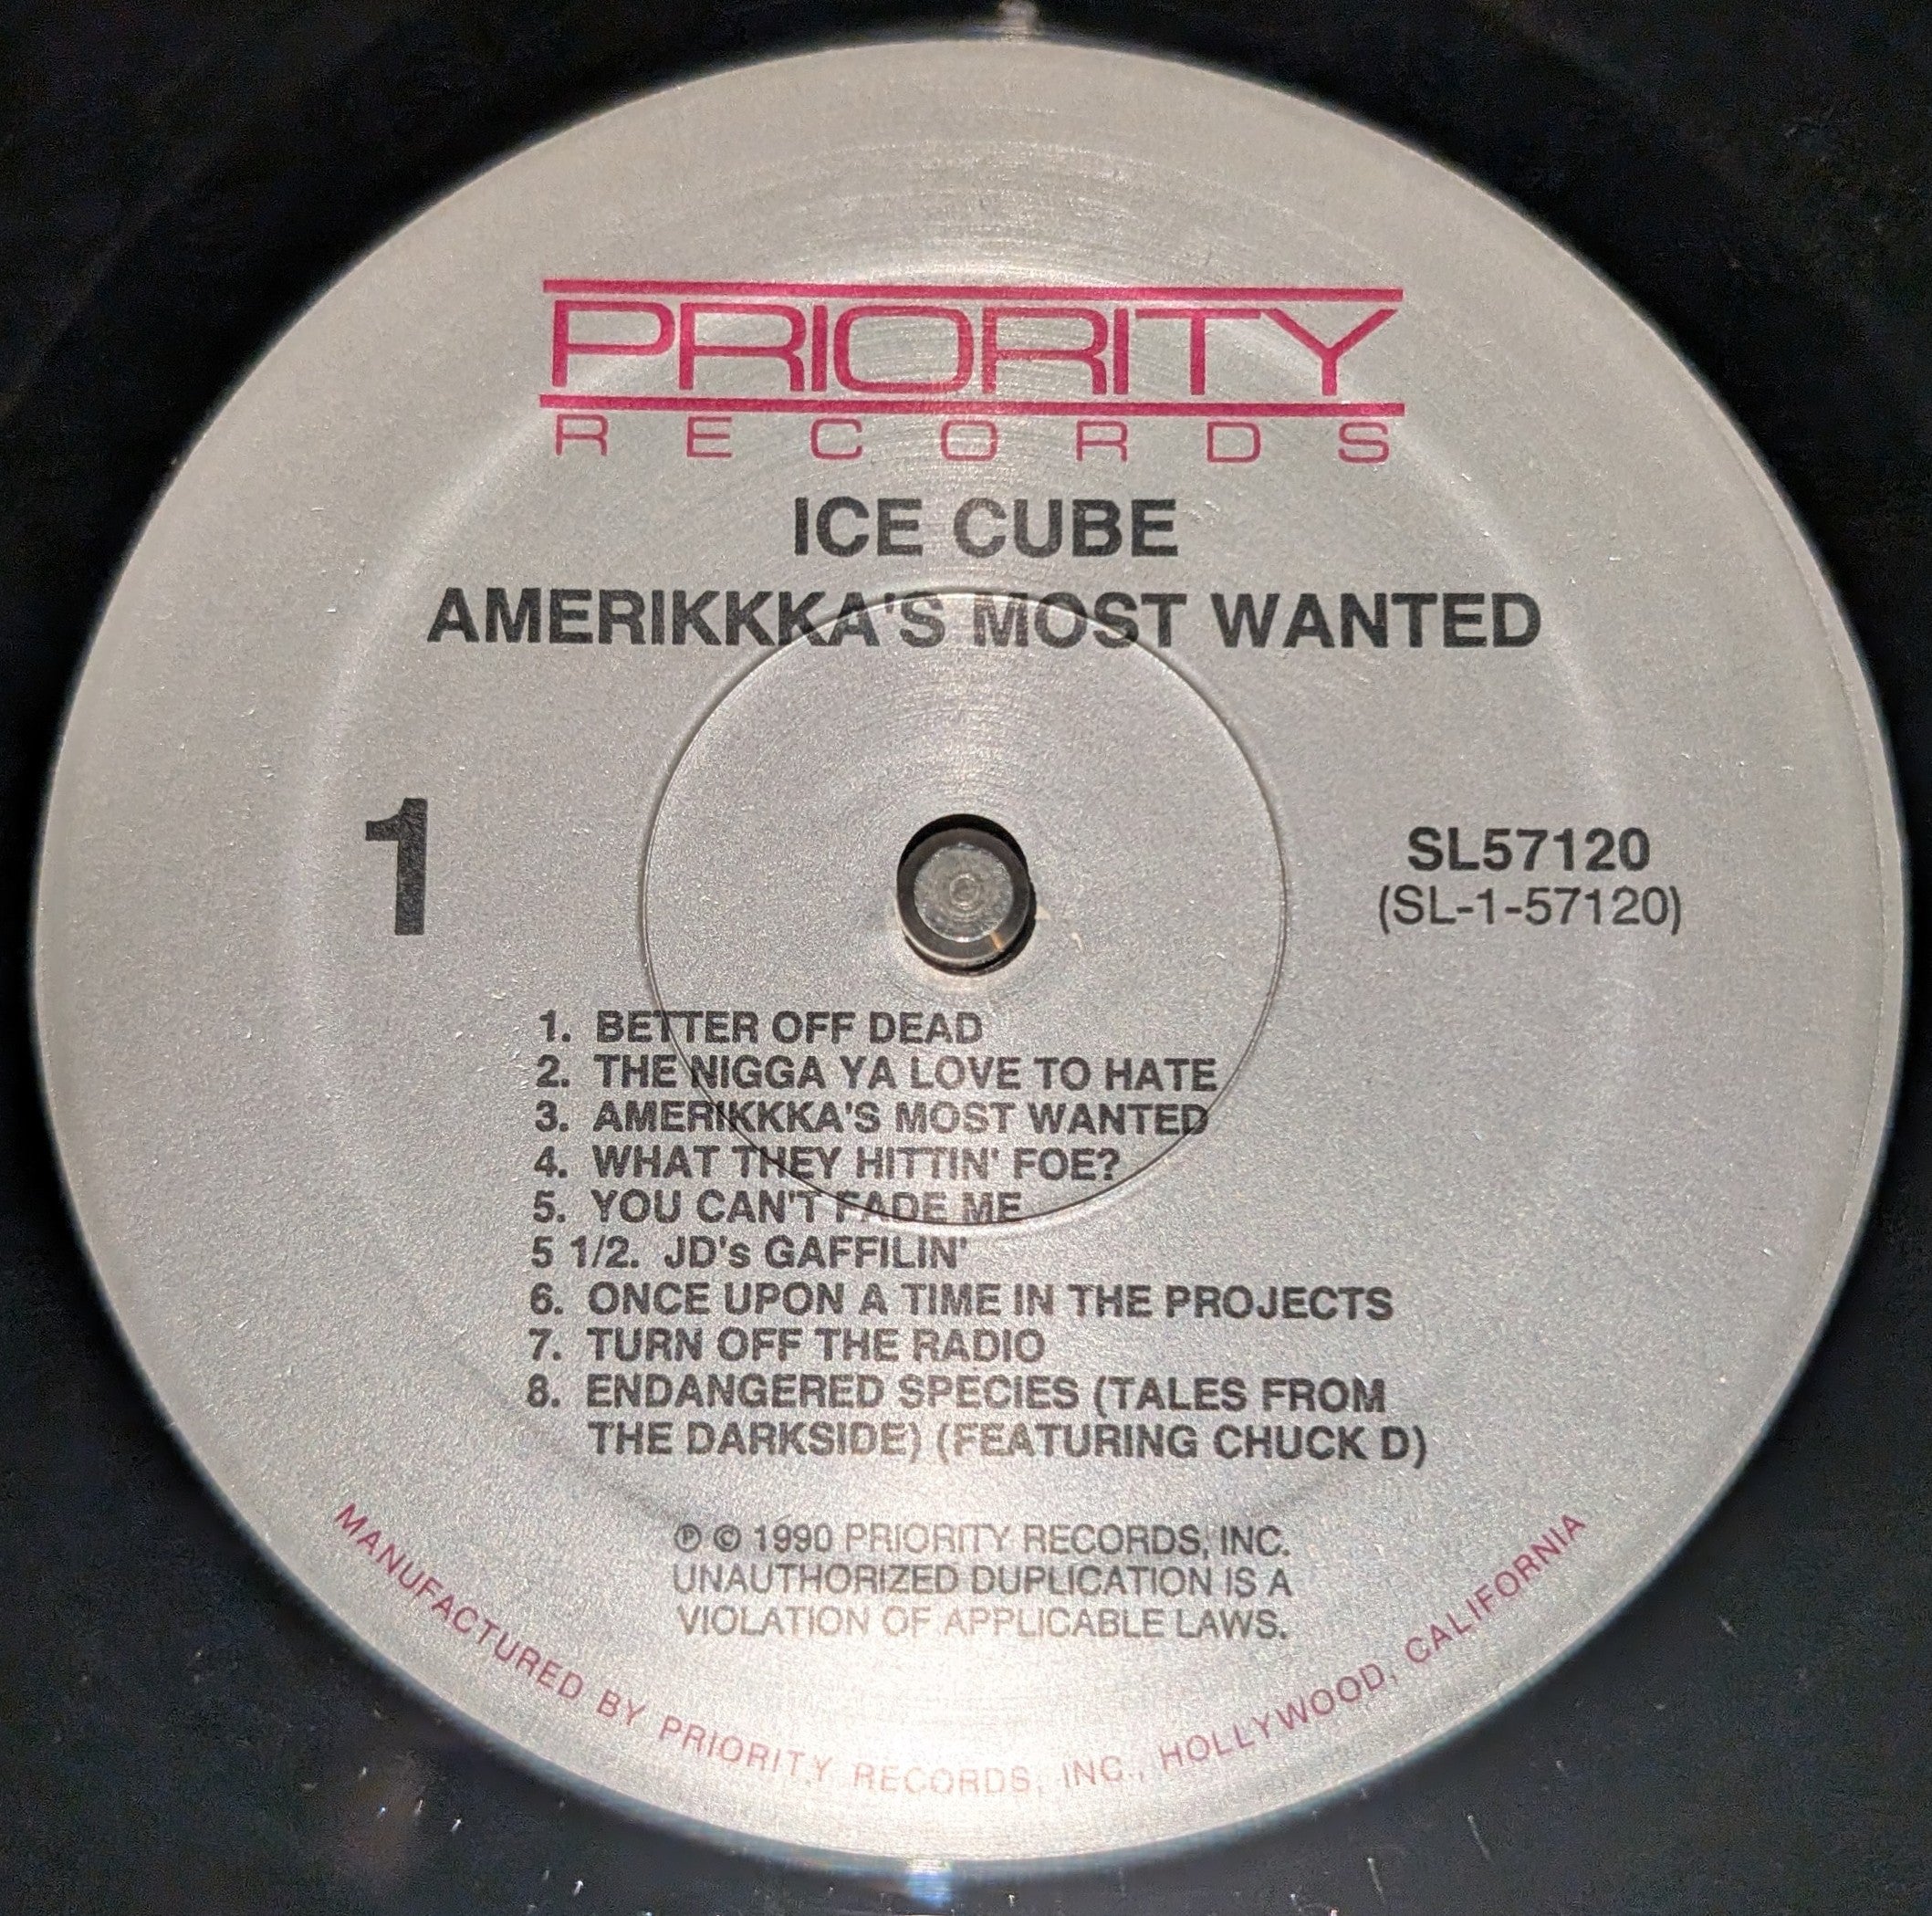 PRIORITY
RECORDS
ICE CUBE
AMERIKKKA'S MOST WANTED
1
SL57120
(SL-1-57120)
1. BETTER OFF DEAD
2. THE NIGGA YA LOVE TO HATE
3. AMERIKKKA'S MOST WANTED
4. WHAT THEY HITTIN' FOE?
5. YOU CAN'T FADE ME
5 1/2. JD's GAFFILIN'
6. ONCE UPON A TIME IN THE PROJECTS
7. TURN OFF THE RADIO
8. ENDANGERED SPECIES (TALES FROM
THE DARKSIDE) (FEATURING CHUCK D)
℗ © 1990 PRIORITY RECORDS, INC.
UNAUTHORIZED DUPLICATION IS A
VIOLATION OF APPLICABLE LAWS.
MANUFACTURED BY PRIORITY RECORDS, INC., HOLLYWOOD, CALIFORNIA